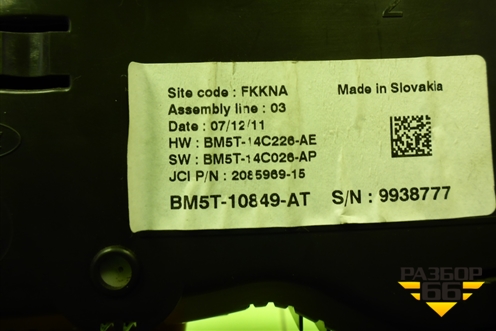 2
Site code : FKKNA Made in Slovakia
Assembly line : 03
Date : 07/12/11
HW : BM5T-14C226-AE
SW : BM5T-14C026-AP
JCI P/N : 2085969-15
BM5T-10849-AT S/N : 9938777
РАЗБОР
66